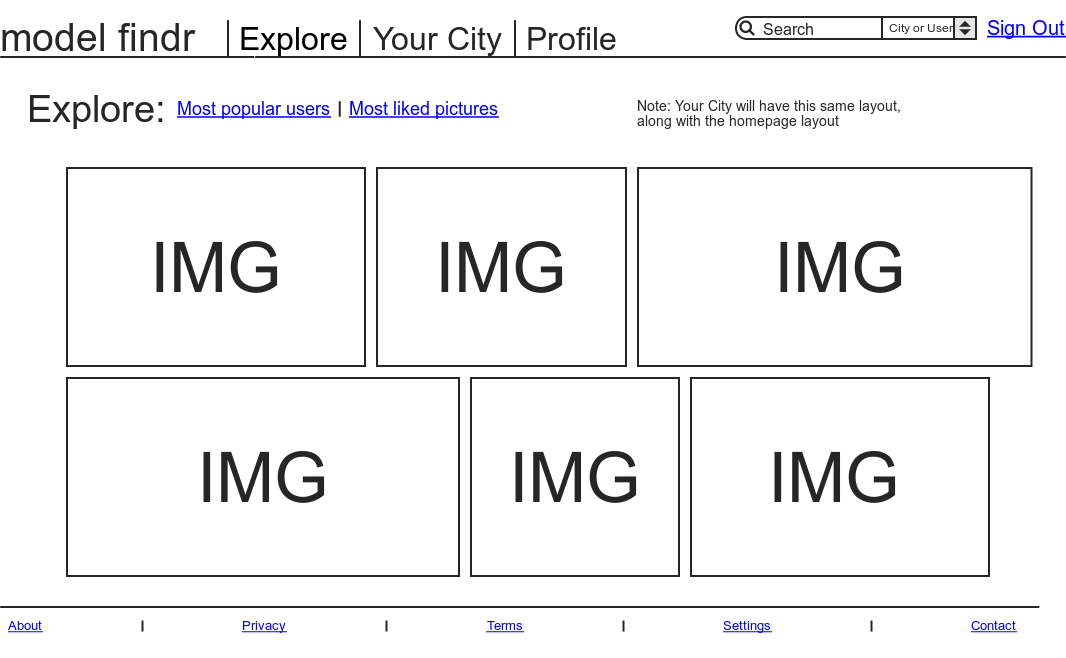 model findr | Explore | Your City | Profile Search City or User Sign Out
Explore: Most popular users | Most liked pictures
Note: Your City will have this same layout,
along with the homepage layout
IMG IMG IMG
IMG IMG IMG
About | Privacy | Terms | Settings | Contact